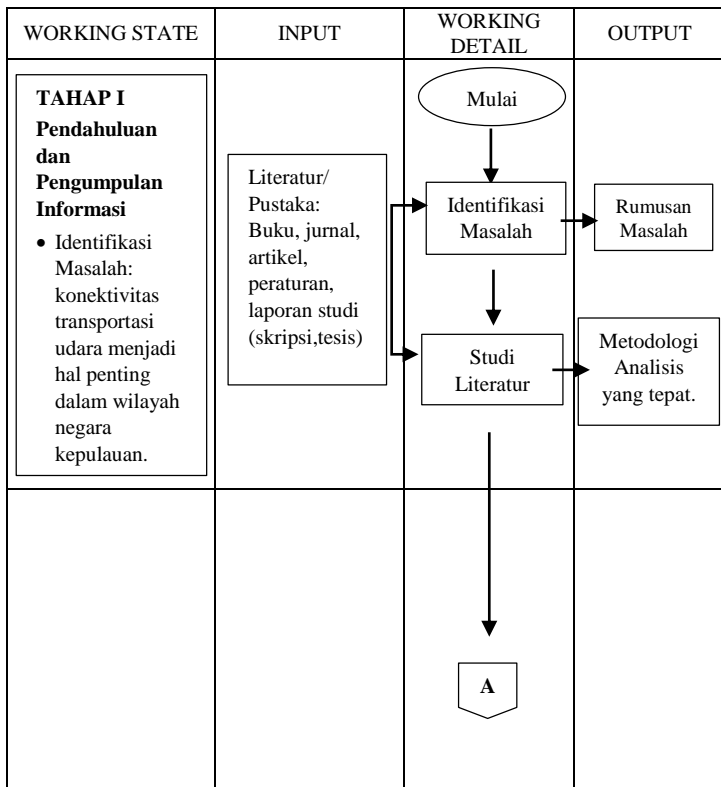 WORKING STATE
INPUT
WORKING
DETAIL
OUTPUT
TAHAP I
Pendahuluan
dan
Pengumpulan
Informasi
• Identifikasi
Masalah:
konektivitas
transportasi
udara menjadi
hal penting
dalam wilayah
negara
kepulauan.
Literatur/
Pustaka:
Buku, jurnal,
artikel,
peraturan,
laporan studi
(skripsi,tesis)
Mulai
Identifikasi
Masalah
Studi
Literatur
A
Rumusan
Masalah
Metodologi
Analisis
yang tepat.